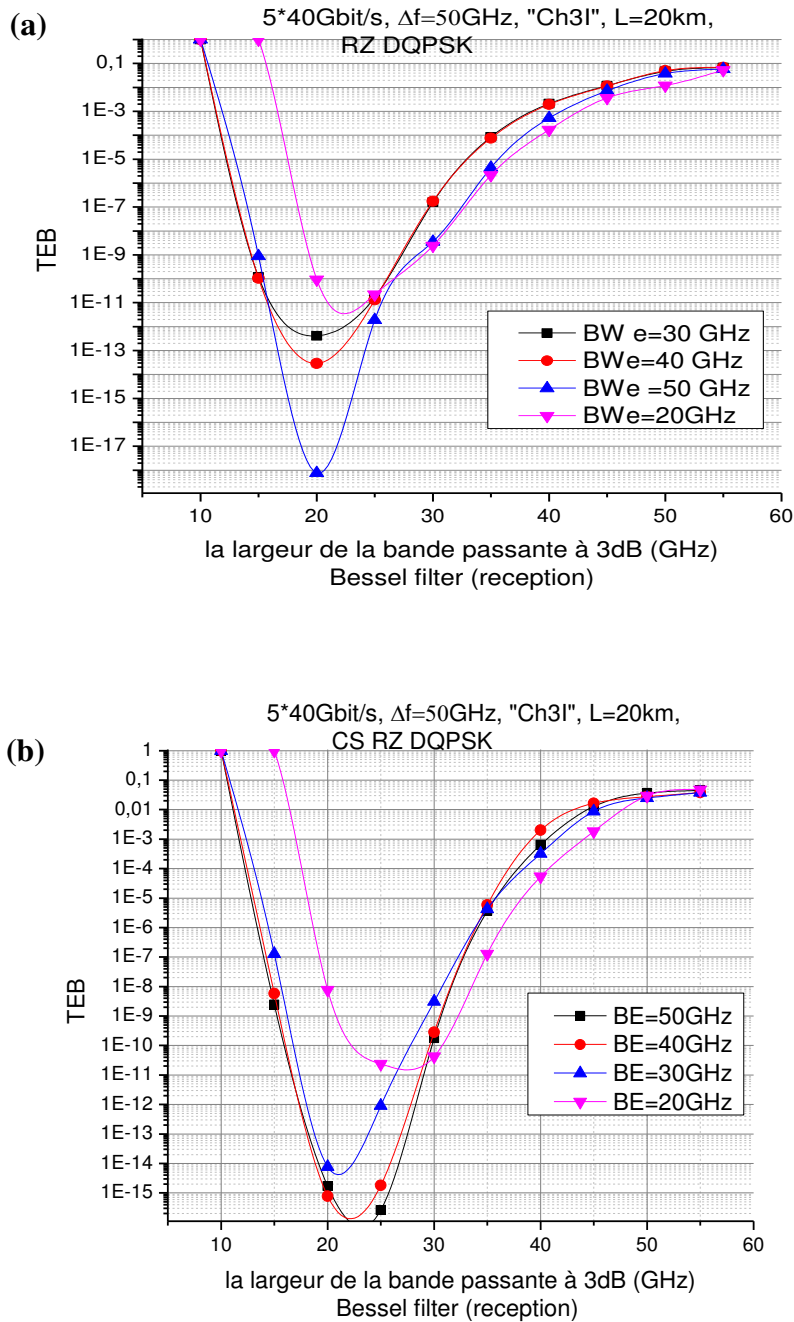 (a)
5*40Gbit/s, Δf=50GHz, "Ch3I", L=20km,
RZ DQPSK
0,1
1E-3
1E-5
1E-7
1E-9
1E-11
1E-13
1E-15
1E-17
TEB
BW e=30 GHz
BWe=40 GHz
BWe =50 GHz
BWe=20GHz
10 20 30 40 50 60
la largeur de la bande passante à 3dB (GHz)
Bessel filter (reception)
(b)
5*40Gbit/s, Δf=50GHz, "Ch3I", L=20km,
CS RZ DQPSK
1
0,1
0,01
1E-3
1E-4
1E-5
1E-6
1E-7
1E-8
1E-9
1E-10
1E-11
1E-12
1E-13
1E-14
1E-15
TEB
BE=50GHz
BE=40GHz
BE=30GHz
BE=20GHz
10 20 30 40 50 60
la largeur de la bande passante à 3dB (GHz)
Bessel filter (reception)